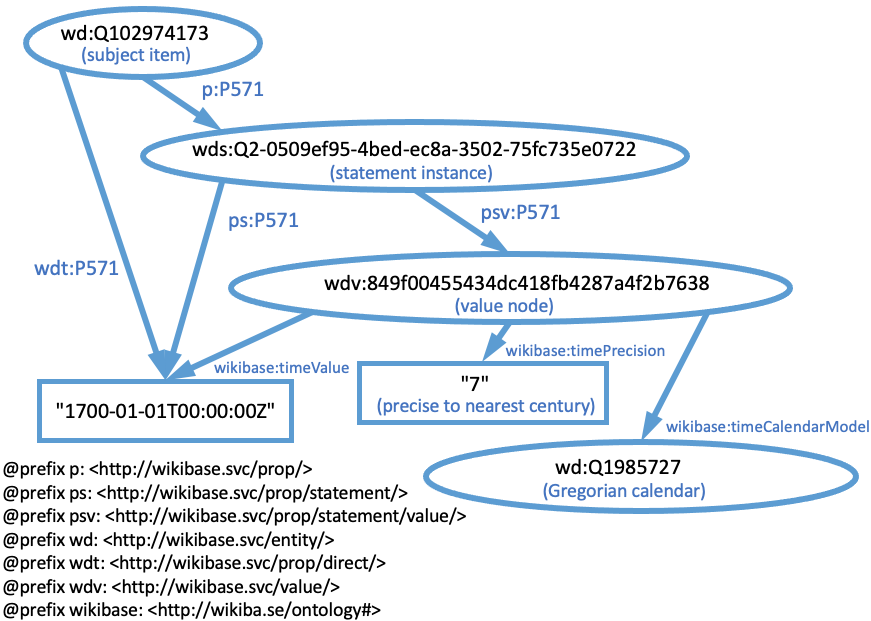 wd:Q102974173
(subject item)
p:P571
wds:Q2-0509ef95-4bed-ec8a-3502-75fc735e0722
(statement instance)
psv:P571
ps:P571
wdt:P571
wdv:849f00455434dc418fb4287a4f2b7638
(value node)
wikibase:timePrecision
wikibase:timeValue
"7"
(precise to nearest century)
"1700-01-01T00:00:00Z"
wikibase:timeCalendarModel
wd:Q1985727
(Gregorian calendar)
@prefix p: <http://wikibase.svc/prop/>
@prefix ps: <http://wikibase.svc/prop/statement/>
@prefix psv: <http://wikibase.svc/prop/statement/value/>
@prefix wd: <http://wikibase.svc/entity/>
@prefix wdt: <http://wikibase.svc/prop/direct/>
@prefix wdv: <http://wikibase.svc/value/>
@prefix wikibase: <http://wikiba.se/ontology#>